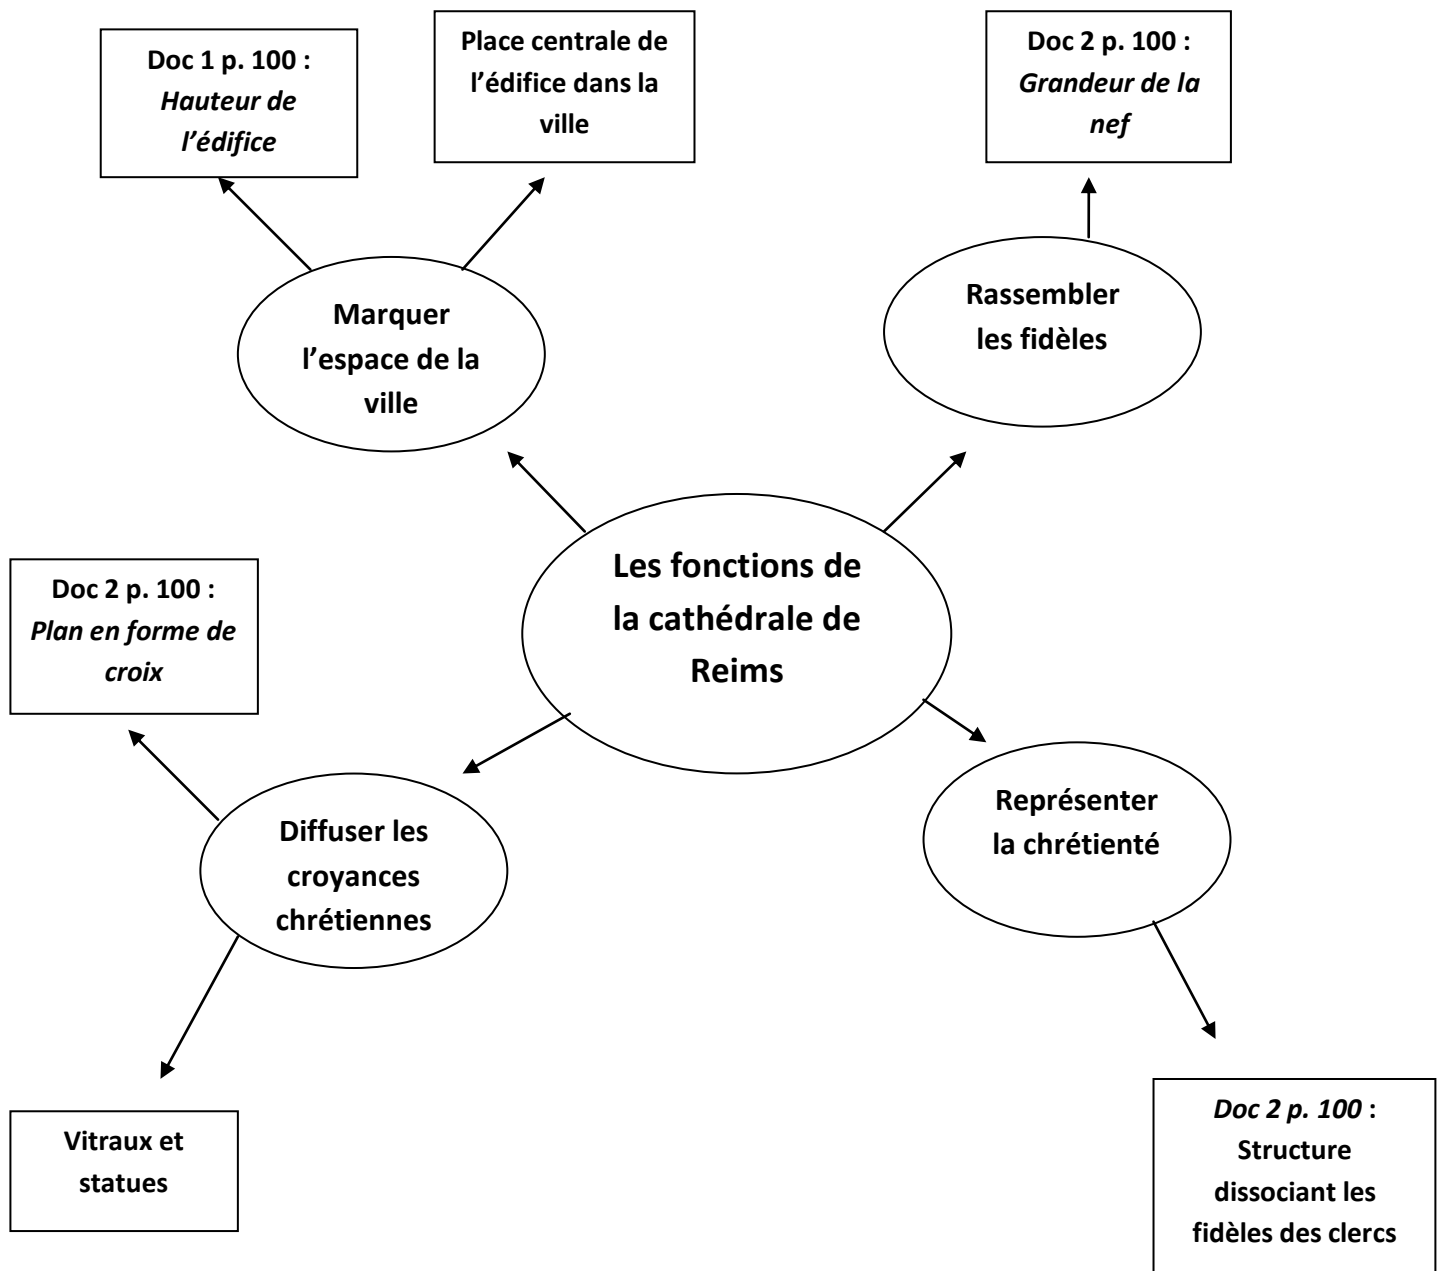 Doc 1 p. 100 :
Hauteur de
l’édifice
Place centrale de
l’édifice dans la
ville
Doc 2 p. 100 :
Grandeur de la
nef
Marquer
l’espace de la
ville
Rassembler
les fidèles
Les fonctions de
la cathédrale de
Reims
Doc 2 p. 100 :
Plan en forme de
croix
Diffuser les
croyances
chrétiennes
Représenter
la chrétienté
Vitraux et
statues
Doc 2 p. 100 :
Structure
dissociant les
fidèles des clercs